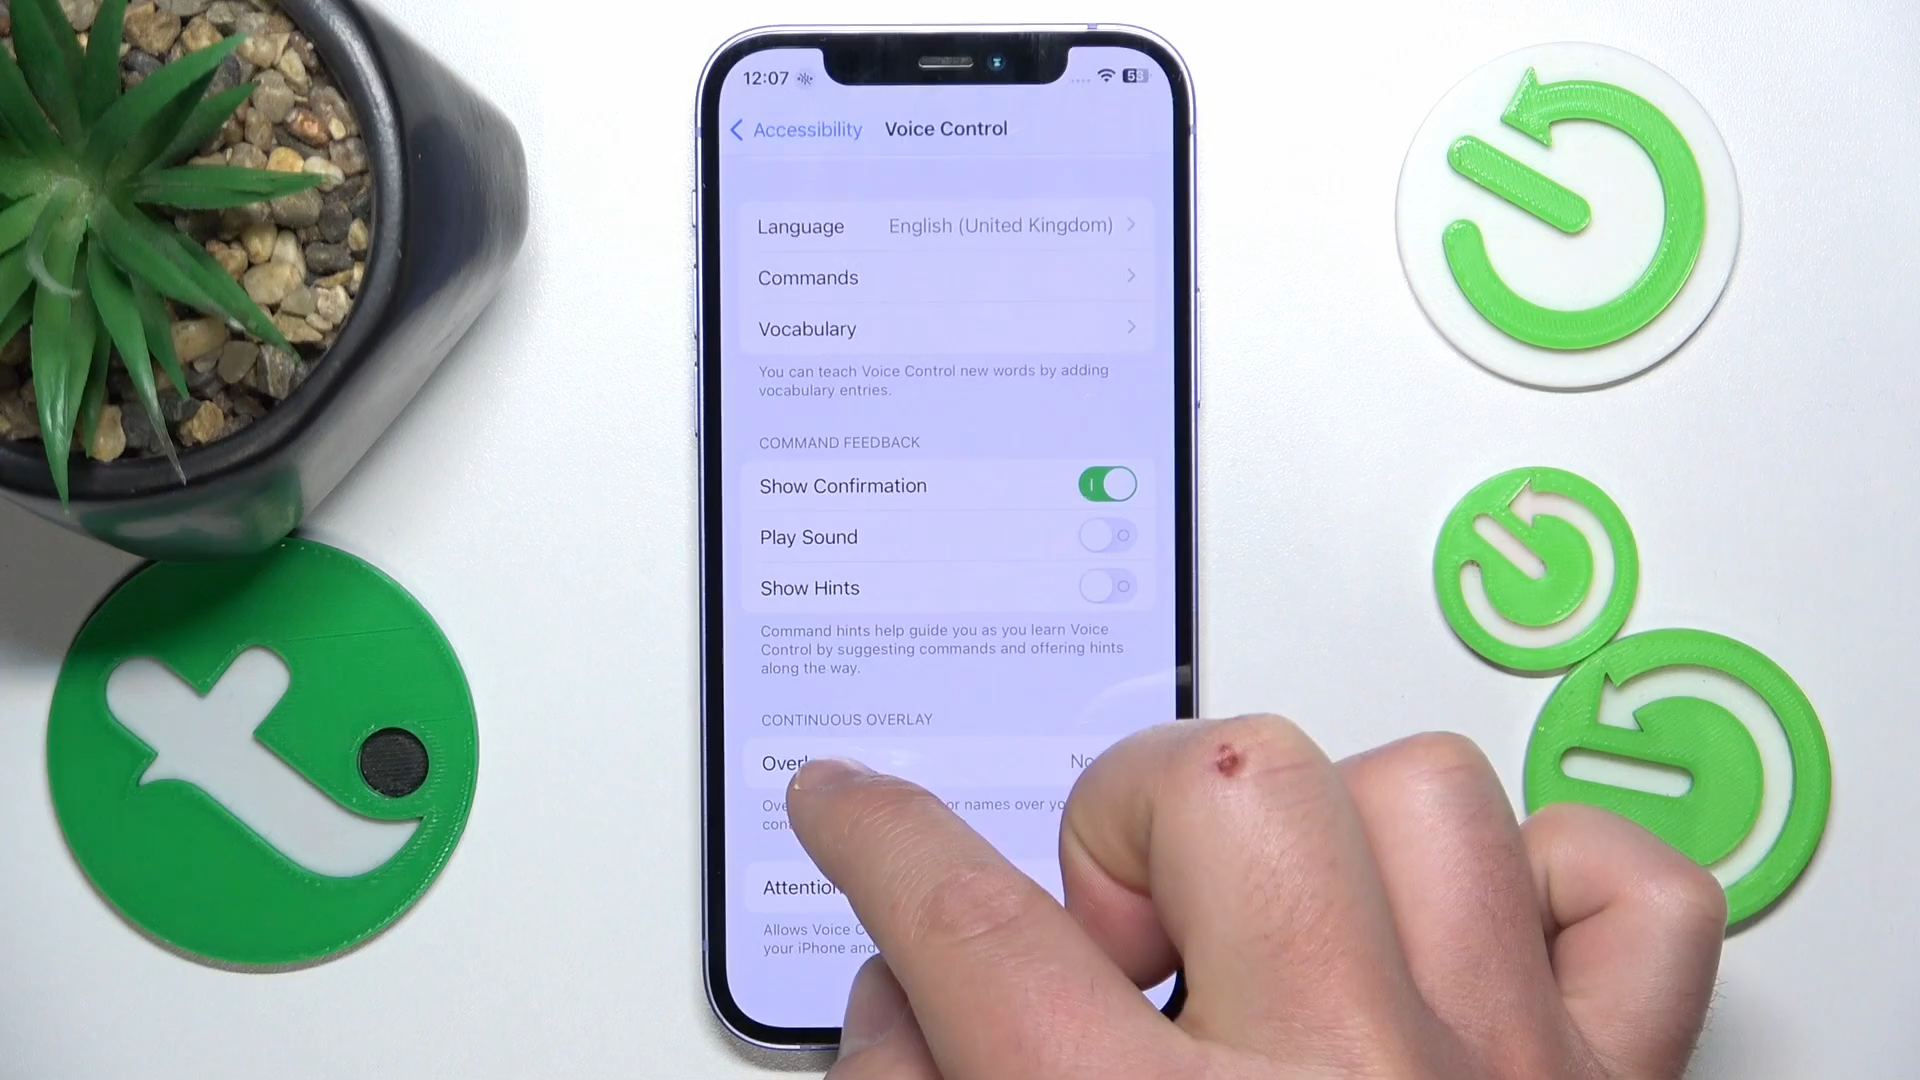 12:07
53
Accessibility
Voice Control
Language English (United Kingdom)
Commands
Vocabulary
You can teach Voice Control new words by adding
vocabulary entries.
COMMAND FEEDBACK
Show Confirmation
Play Sound
Show Hints
Command hints help guide you as you learn Voice
Control by suggesting commands and offering hints
along the way.
CONTINUOUS OVERLAY
or names over
Attention
Allows Voice
your iPhone and